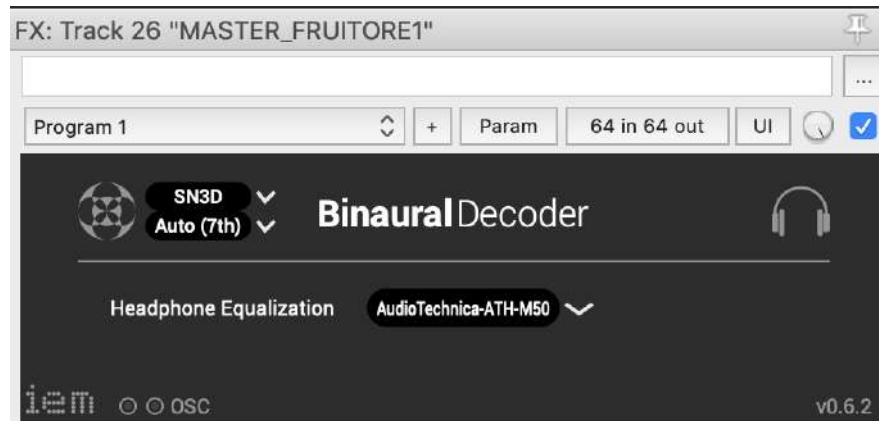 FX: Track 26 "MASTER_FRUITORE1"
...
Program 1 + Param 64 in 64 out UI
SN3D
Auto (7th)
Binaural Decoder
Headphone Equalization AudioTechnica-ATH-M50
iem OSC v0.6.2